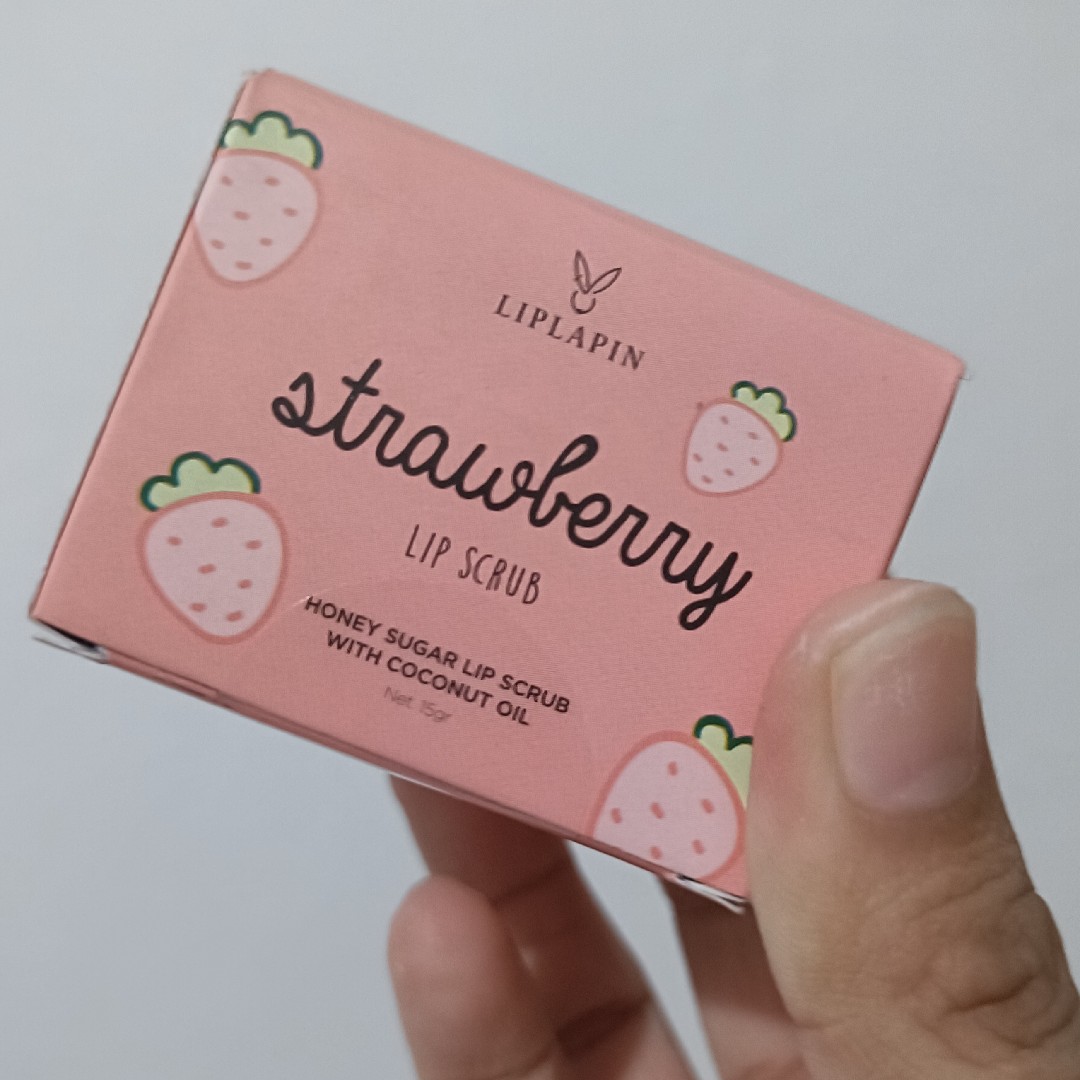 LIPLAPIN
strawberry
LIP SCRUB
HONEY SUGAR LIP SCRUB
WITH COCONUT OIL
Net. 15gr